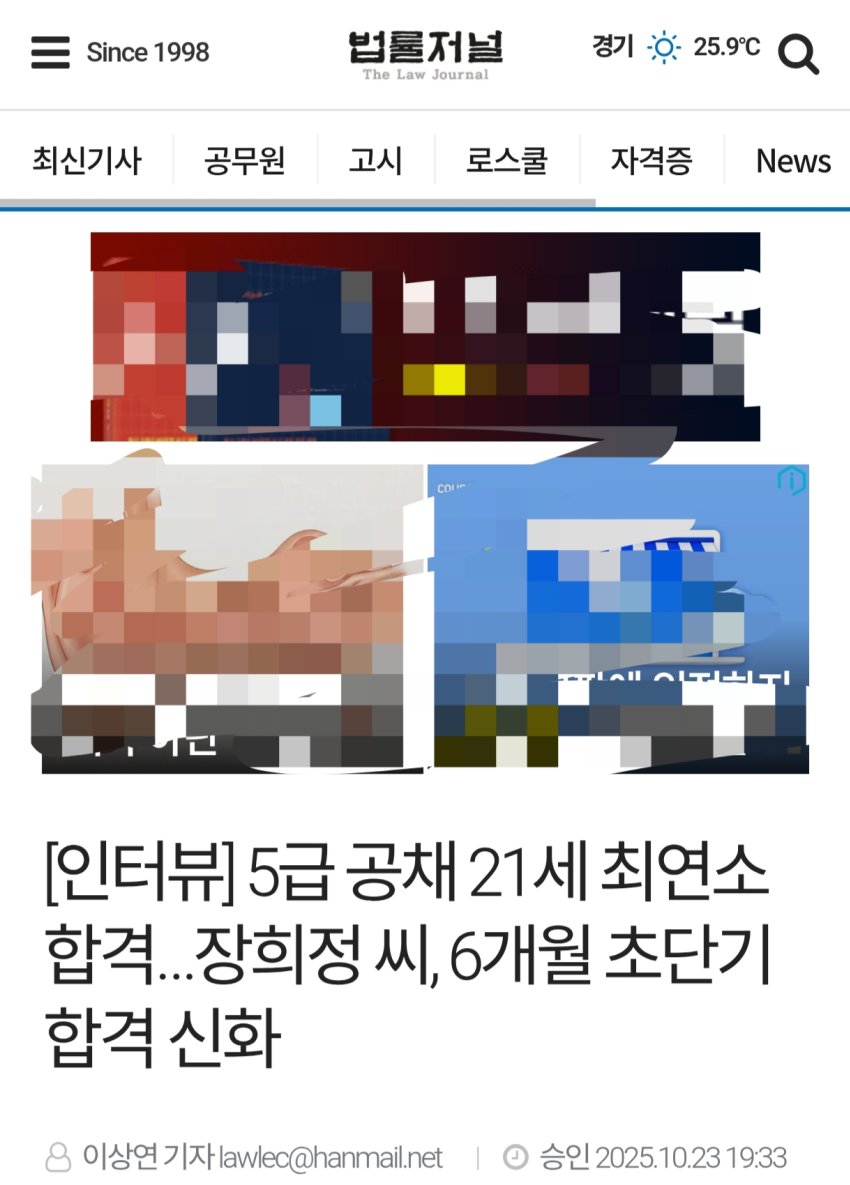 Since 1998
법률저널
The Law Journal
경기 25.9℃
최신기사 공무원 고시 로스쿨 자격증 News
[인터뷰] 5급 공채 21세 최연소
합격...장희정 씨, 6개월 초단기
합격 신화
이상연 기자 lawlec@hanmail.net | 승인 2025.10.23 19:33